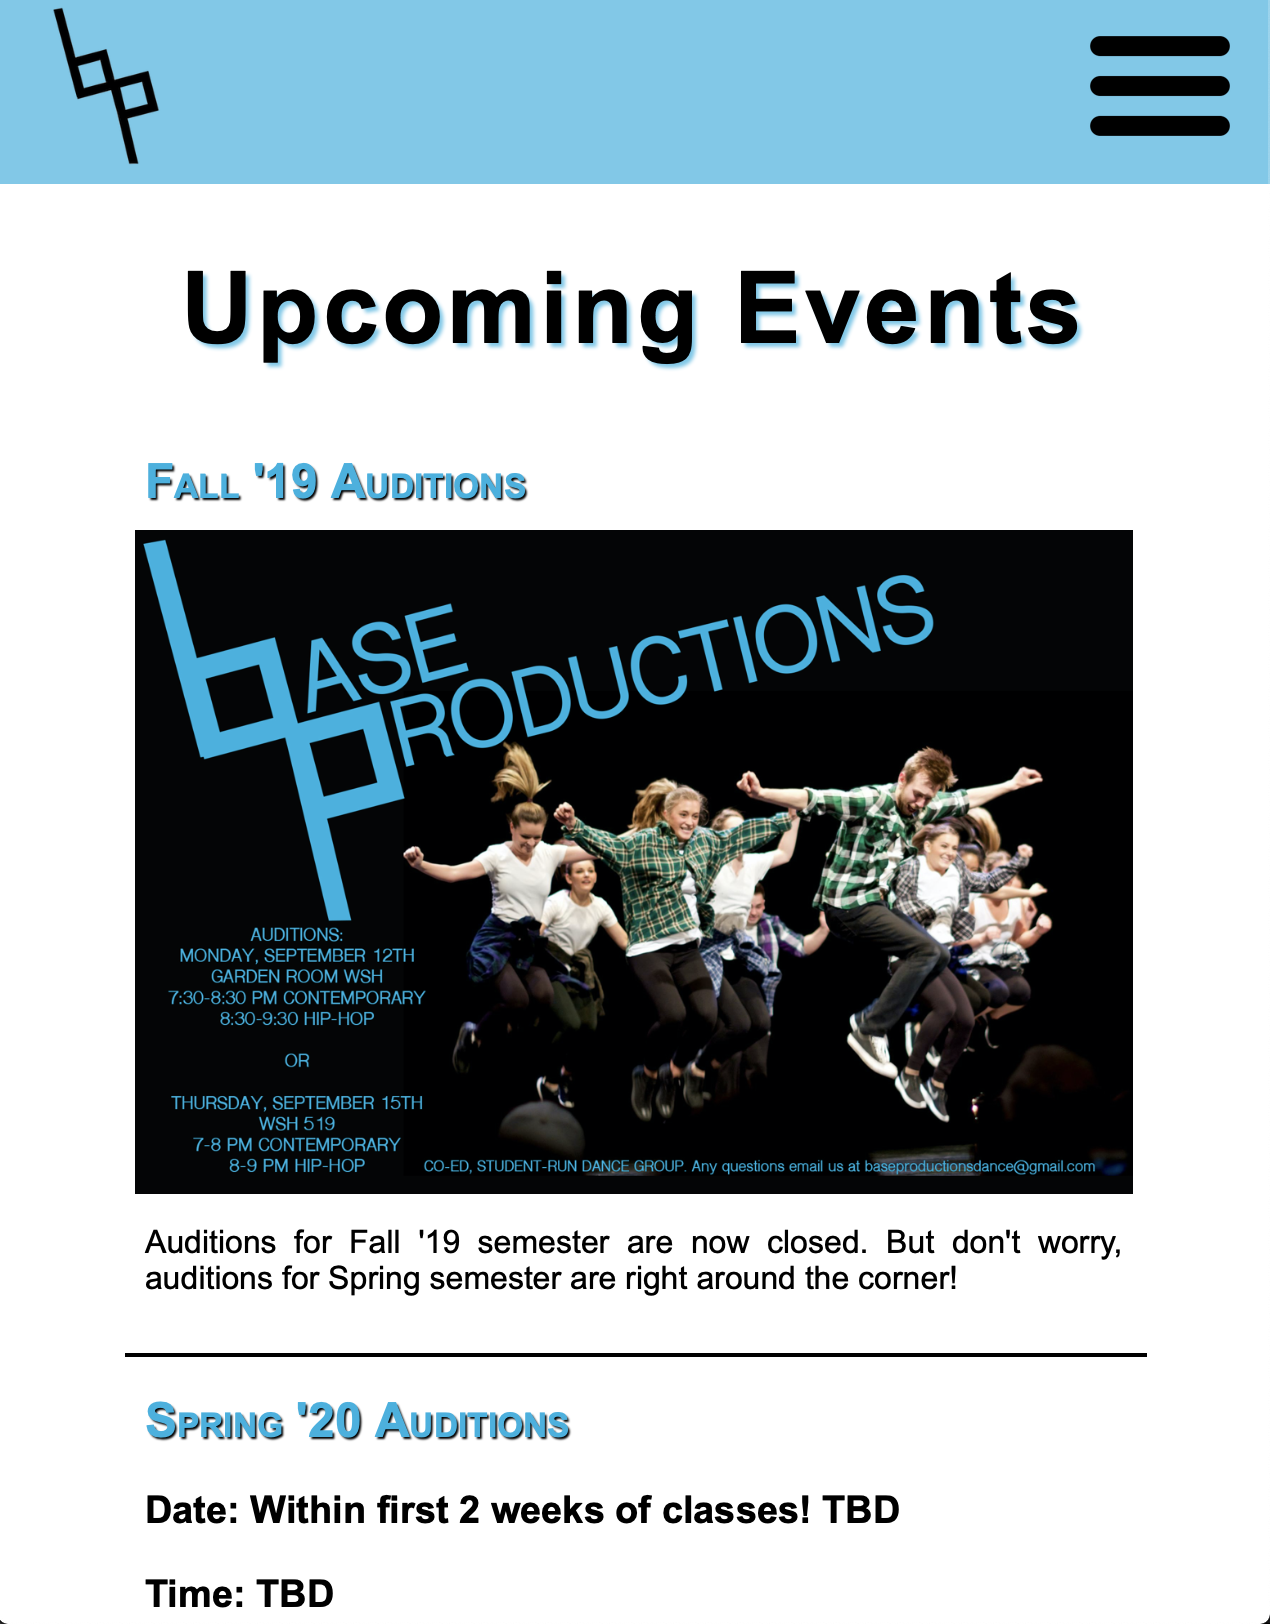 bp
Upcoming Events
Fall '19 Auditions
bASE
PRODUCTIONS
AUDITIONS:
MONDAY, SEPTEMBER 12TH
GARDEN ROOM WSH
7:30-8:30 PM CONTEMPORARY
8:30-9:30 HIP-HOP
OR
THURSDAY, SEPTEMBER 15TH
WSH 519
7-8 PM CONTEMPORARY
8-9 PM HIP-HOP
CO-ED, STUDENT-RUN DANCE GROUP. Any questions email us at baseproductionsdance@gmail.com
Auditions for Fall '19 semester are now closed. But don't worry,
auditions for Spring semester are right around the corner!
Spring '20 Auditions
Date: Within first 2 weeks of classes! TBD
Time: TBD